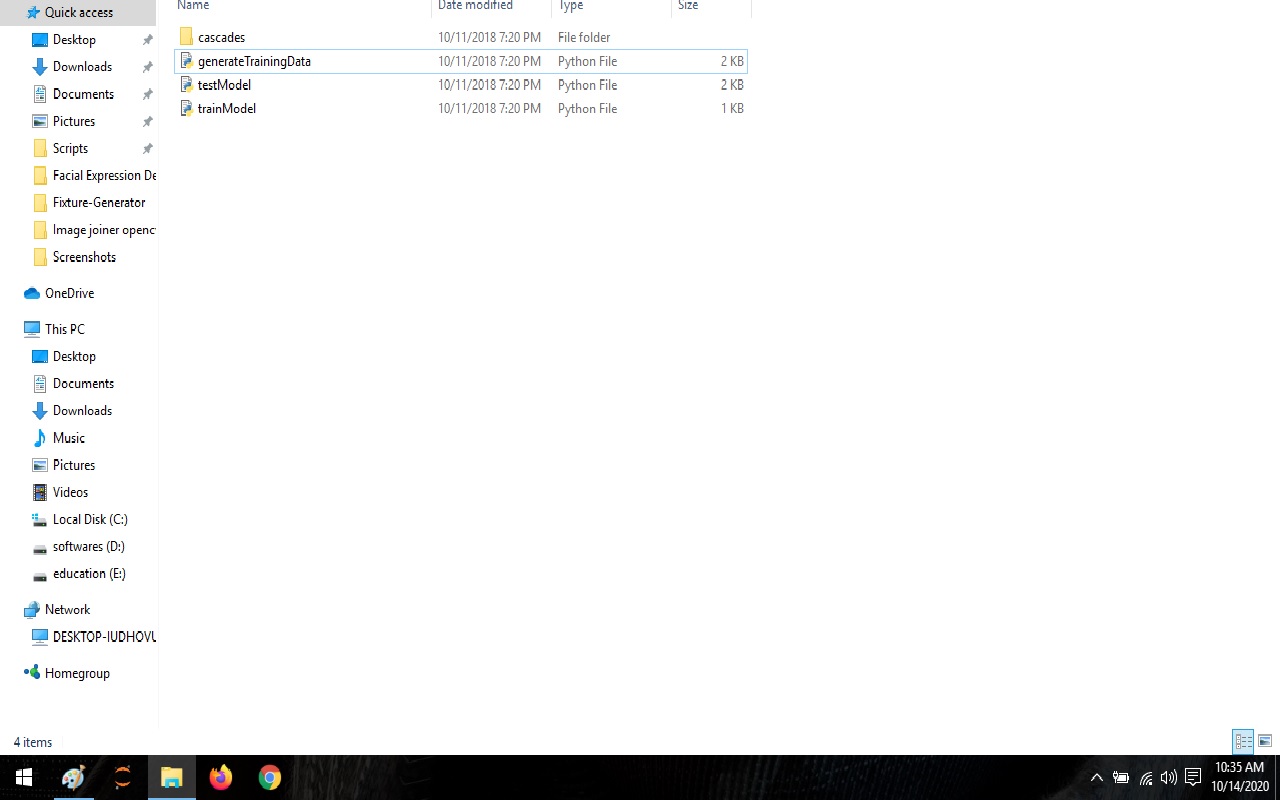 Quick access
Desktop
Downloads
Documents
Pictures
Scripts
Facial Expression De
Fixture-Generator
Image joiner openc
Screenshots
OneDrive
This PC
Desktop
Documents
Downloads
Music
Pictures
Videos
Local Disk (C:)
softwares (D:)
education (E:)
Network
DESKTOP-IUDHOVU
Homegroup
Name Date modified Type Size
cascades 10/11/2018 7:20 PM File folder
generateTrainingData 10/11/2018 7:20 PM Python File 2 KB
testModel 10/11/2018 7:20 PM Python File 2 KB
trainModel 10/11/2018 7:20 PM Python File 1 KB
4 items
10:35 AM
10/14/2020